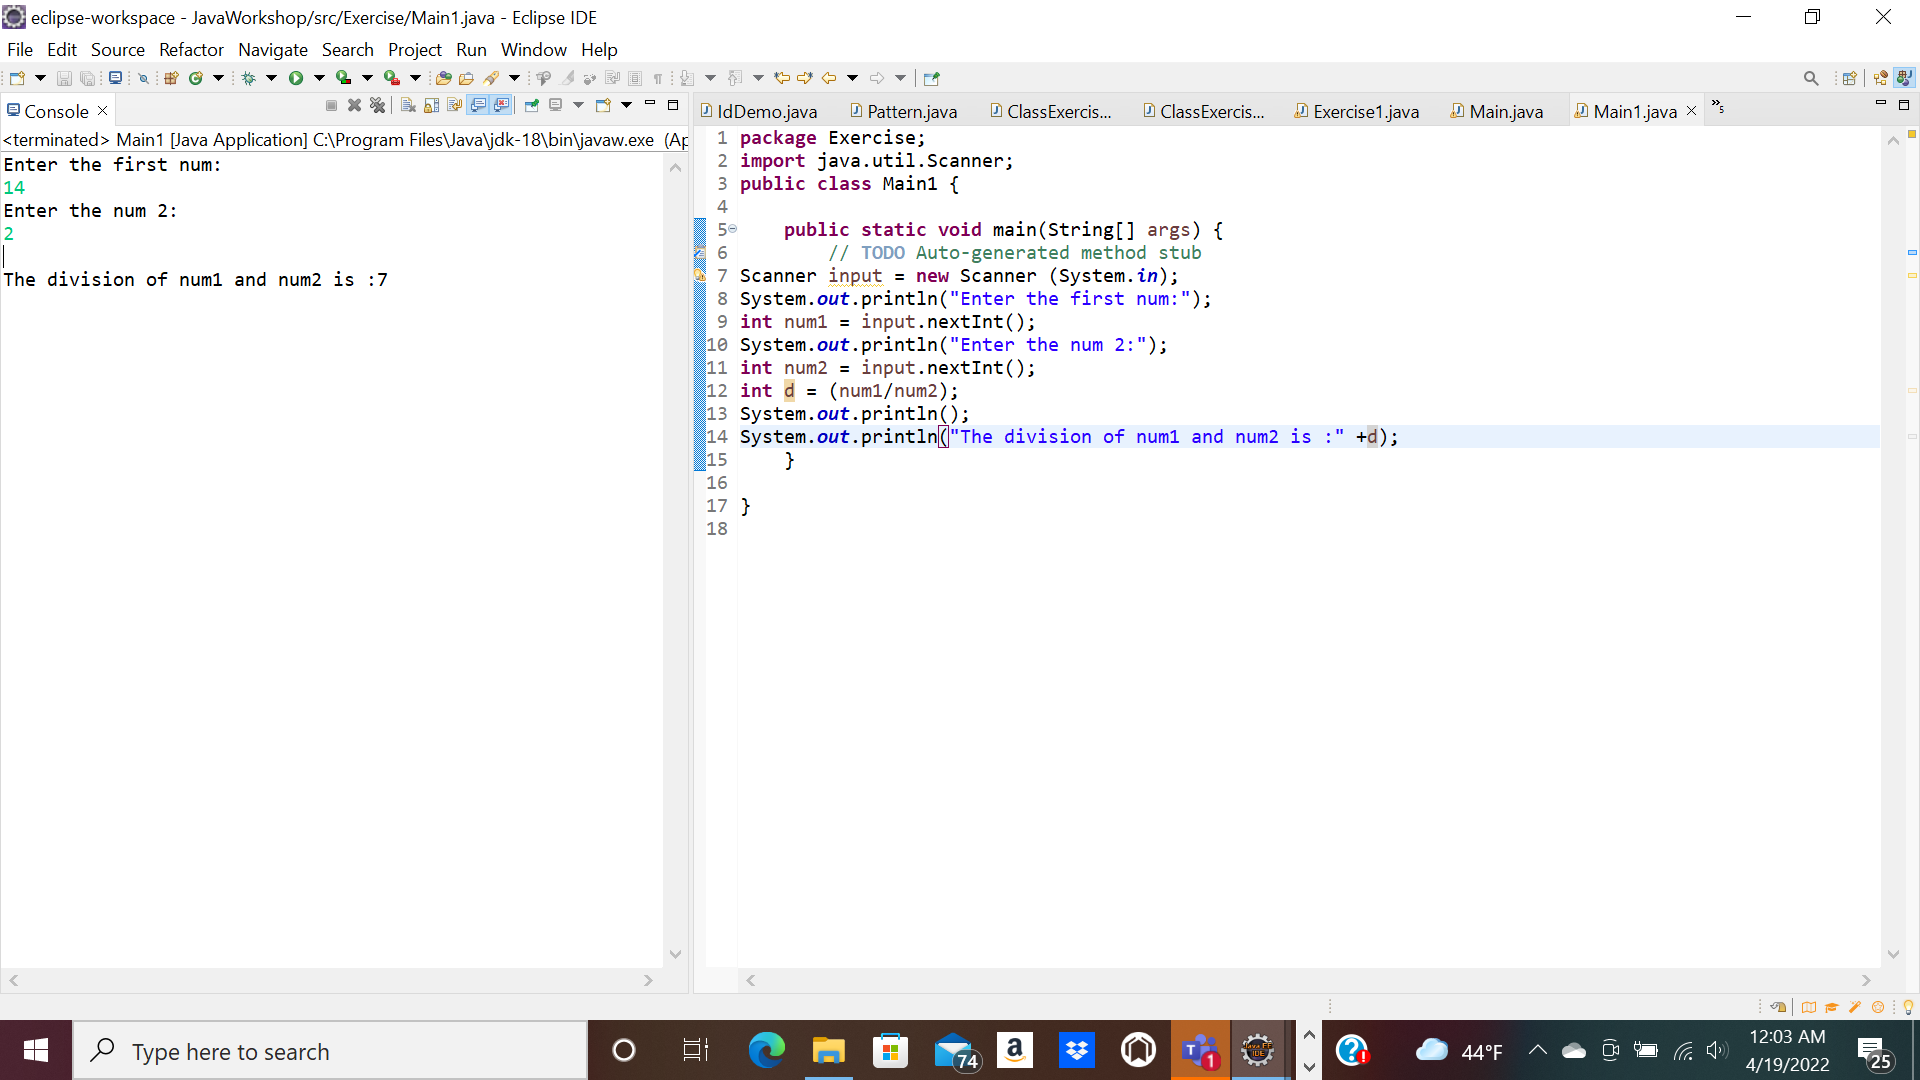 eclipse-workspace - JavaWorkshop/src/Exercise/Main1.java - Eclipse IDE
File Edit Source Refactor Navigate Search Project Run Window Help
Console
<terminated> Main1 [Java Application] C:\Program Files\Java\jdk-18\bin\javaw.exe (Ap
Enter the first num:
14
Enter the num 2:
2
The division of num1 and num2 is :7
IdDemo.java Pattern.java ClassExercis... ClassExercis... Exercise1.java Main.java Main1.java »5
1 package Exercise;
2 import java.util.Scanner;
3 public class Main1 {
4
5 public static void main(String[] args) {
6 // TODO Auto-generated method stub
7 Scanner input = new Scanner (System.in);
8 System.out.println("Enter the first num:");
9 int num1 = input.nextInt();
10 System.out.println("Enter the num 2:");
11 int num2 = input.nextInt();
12 int d = (num1/num2);
13 System.out.println();
14 System.out.println("The division of num1 and num2 is :" +d);
15 }
16
17 }
18
Type here to search
74
a
T 1
Java EE
IDE
44°F
12:03 AM
4/19/2022
25